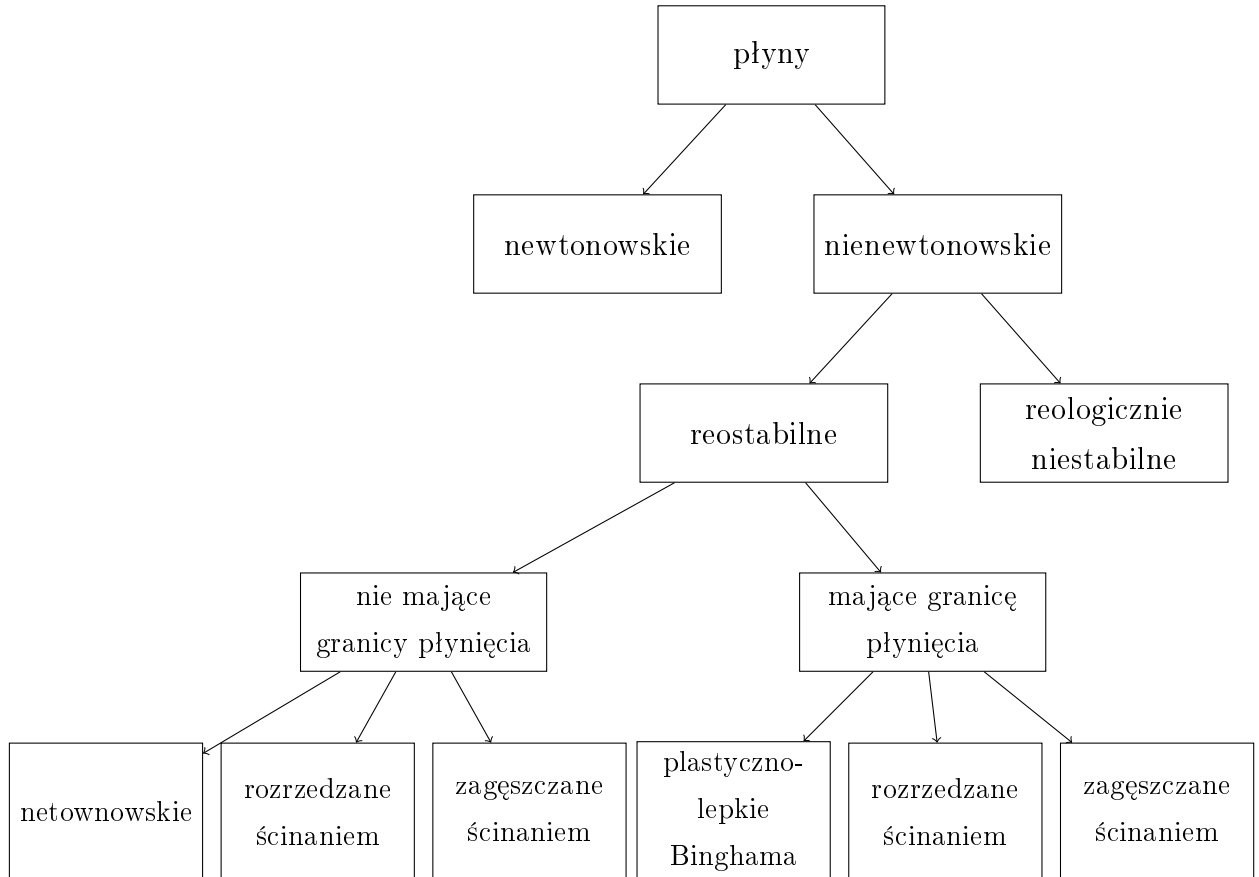 płyny
newtonowskie
nienewtonowskie
reostabilne
reologicznie
niestabilne
nie mające
granicy płynięcia
mające granicę
płynięcia
netownowskie
rozrzedzane
ścinaniem
zagęszczane
ścinaniem
plastyczno-
lepkie
Binghama
rozrzedzane
ścinaniem
zagęszczane
ścinaniem